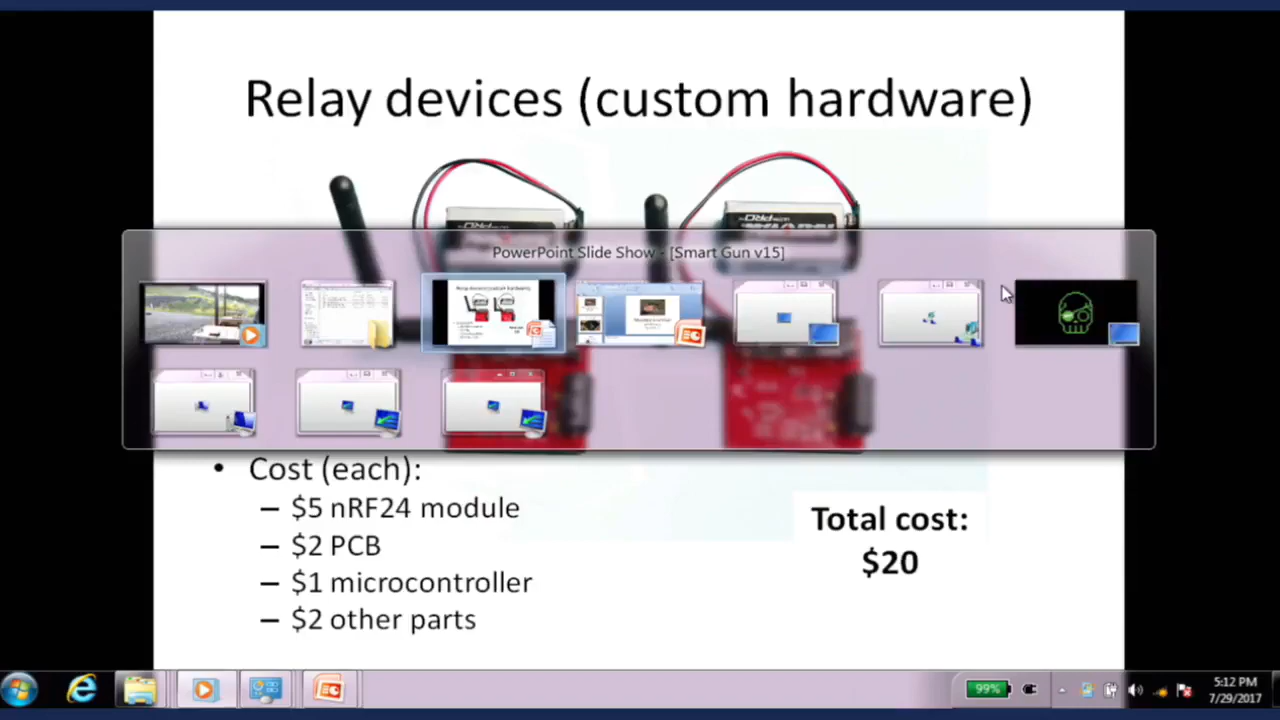 Relay devices (custom hardware)
PowerPoint Slide Show - [Smart Gun v15]
• Cost (each):
– $5 nRF24 module
– $2 PCB
– $1 microcontroller
– $2 other parts
Total cost:
$20
99%
5:12 PM
7/29/2017